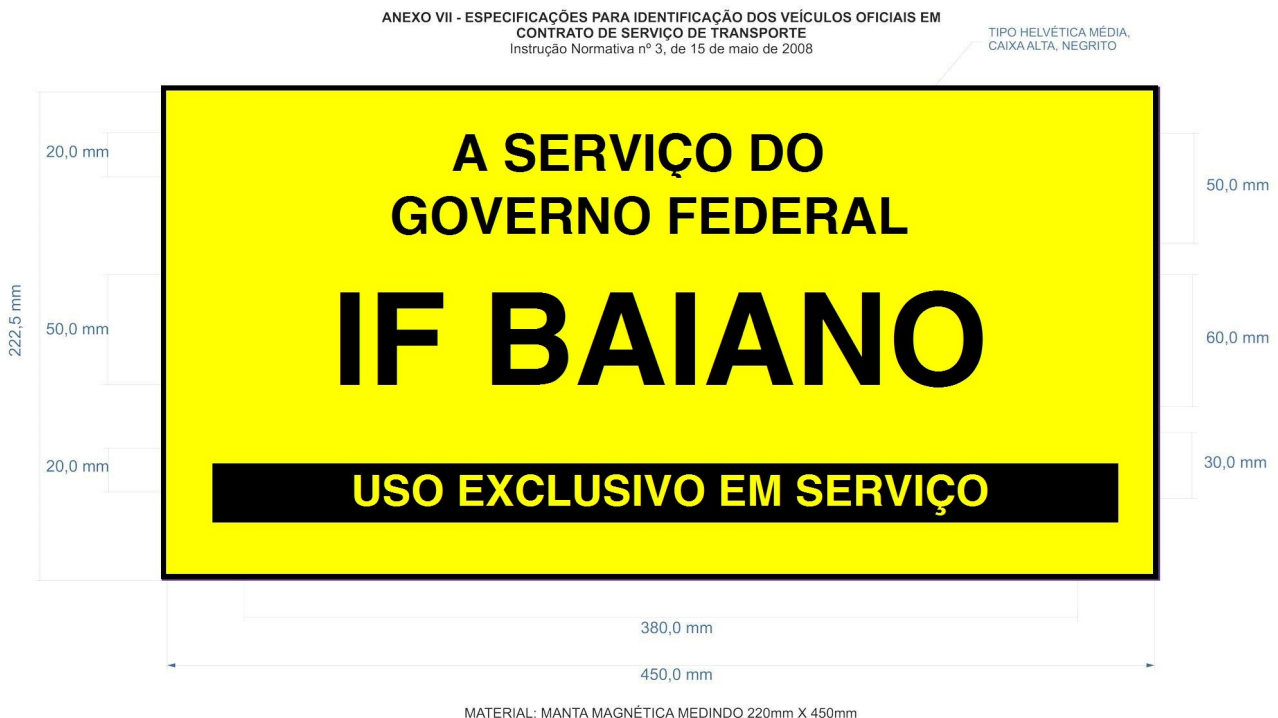 ANEXO VII - ESPECIFICAÇÕES PARA IDENTIFICAÇÃO DOS VEÍCULOS OFICIAIS EM
CONTRATO DE SERVIÇO DE TRANSPORTE
Instrução Normativa nº 3, de 15 de maio de 2008
TIPO HELVÉTICA MÉDIA,
CAIXA ALTA, NEGRITO
A SERVIÇO DO
GOVERNO FEDERAL
IF BAIANO
USO EXCLUSIVO EM SERVIÇO
20,0 mm
50,0 mm
20,0 mm
222,5 mm
50,0 mm
60,0 mm
30,0 mm
380,0 mm
450,0 mm
MATERIAL: MANTA MAGNÉTICA MEDINDO 220mm X 450mm